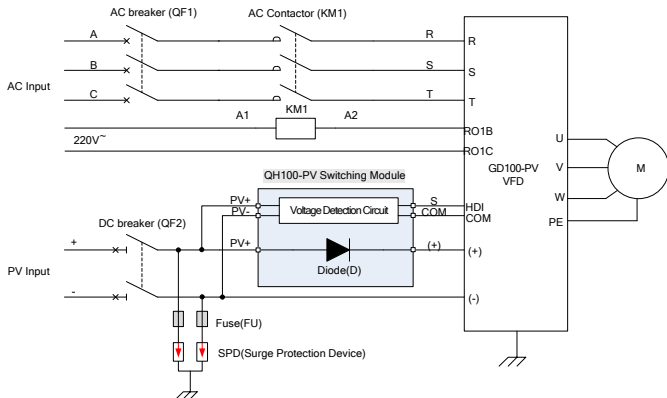 AC breaker (QF1)
AC Contactor (KM1)
A
R
R
B
S
S
AC Input
C
T
T
A1
KM1
A2
RO1B
220V~
RO1C
U
V
W
PE
M
GD100-PV
VFD
QH100-PV Switching Module
PV+
PV-
Voltage Detection Circuit
S
COM
HDI
COM
DC breaker (QF2)
+
PV+
Diode(D)
(+)
(+)
PV Input
-
(-)
Fuse(FU)
SPD(Surge Protection Device)